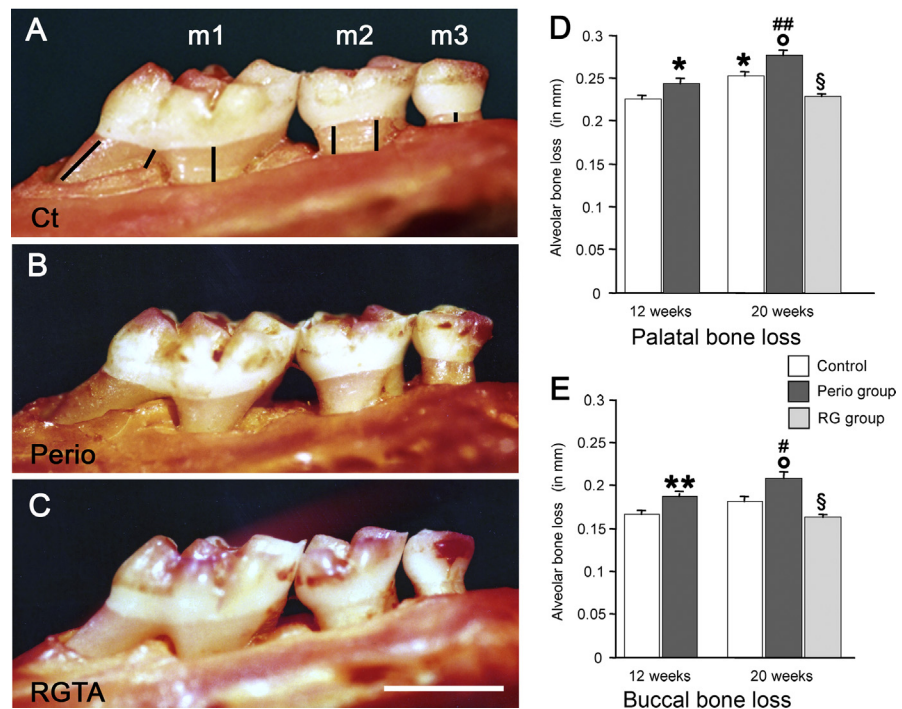 A
m1
m2
m3
Ct
B
Perio
C
RGTA
D
Alveolar bone loss (in mm)
0.3
0.25
0.2
0.15
0.1
0.05
0
*
*
##
o
§
12 weeks
20 weeks
Palatal bone loss
Control
Perio group
RG group
E
Alveolar bone loss (in mm)
0.3
0.25
0.2
0.15
0.1
0.05
0
**
#
o
§
12 weeks
20 weeks
Buccal bone loss